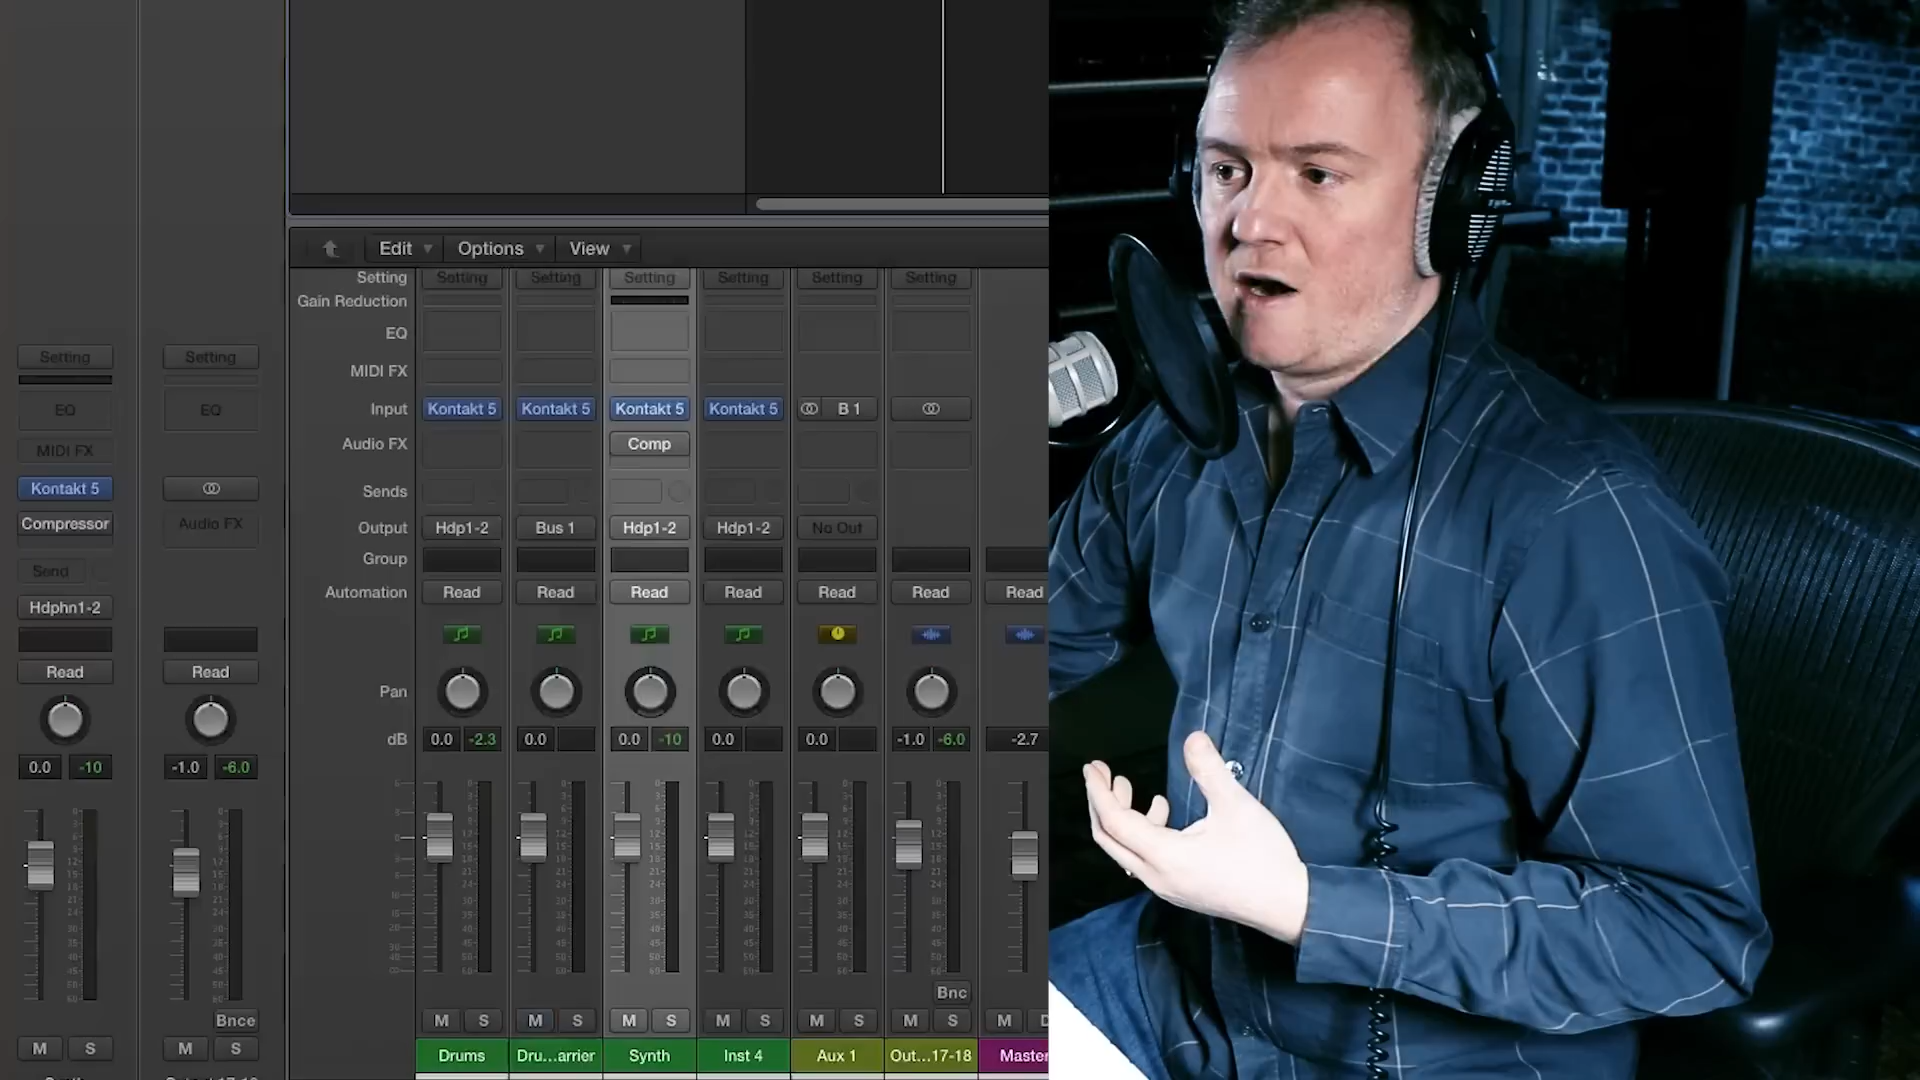 Edit Options View
Setting Setting Setting Setting Setting Setting Setting
Gain Reduction
EQ
MIDI FX
Input Kontakt 5 Kontakt 5 Kontakt 5 Kontakt 5 B 1
Audio FX Comp
Sends
Output Hdp1-2 Bus 1 Hdp1-2 Hdp1-2 No Out
Group
Automation Read Read Read Read Read Read Read
Pan
dB 0.0 -2.3 0.0 0.0 -10 0.0 0.0 -1.0 -6.0 -2.7
Bnc
M S M S M S M S M S M S M D
Drums Dru...arrier Synth Inst 4 Aux 1 Out...17-18 Master
Setting Setting
EQ EQ
MIDI FX
Kontakt 5
Compressor Audio FX
Send
Hdphn1-2
Read Read
0.0 -10 -1.0 -6.0
Bnce
M S M S